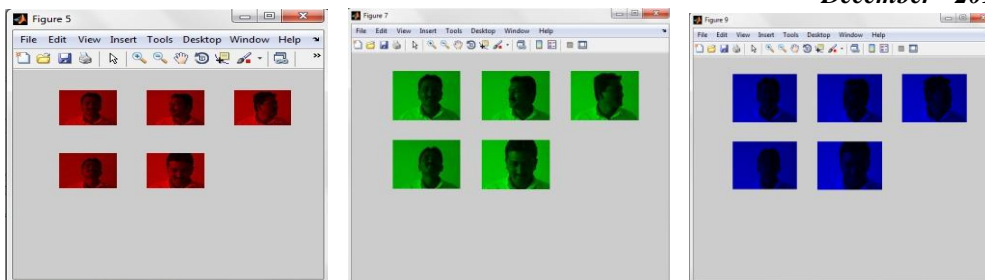 December - 20
Figure 5
File Edit View Insert Tools Desktop Window Help
Figure 7
File Edit View Insert Tools Desktop Window Help
Figure 9
File Edit View Insert Tools Desktop Window Help